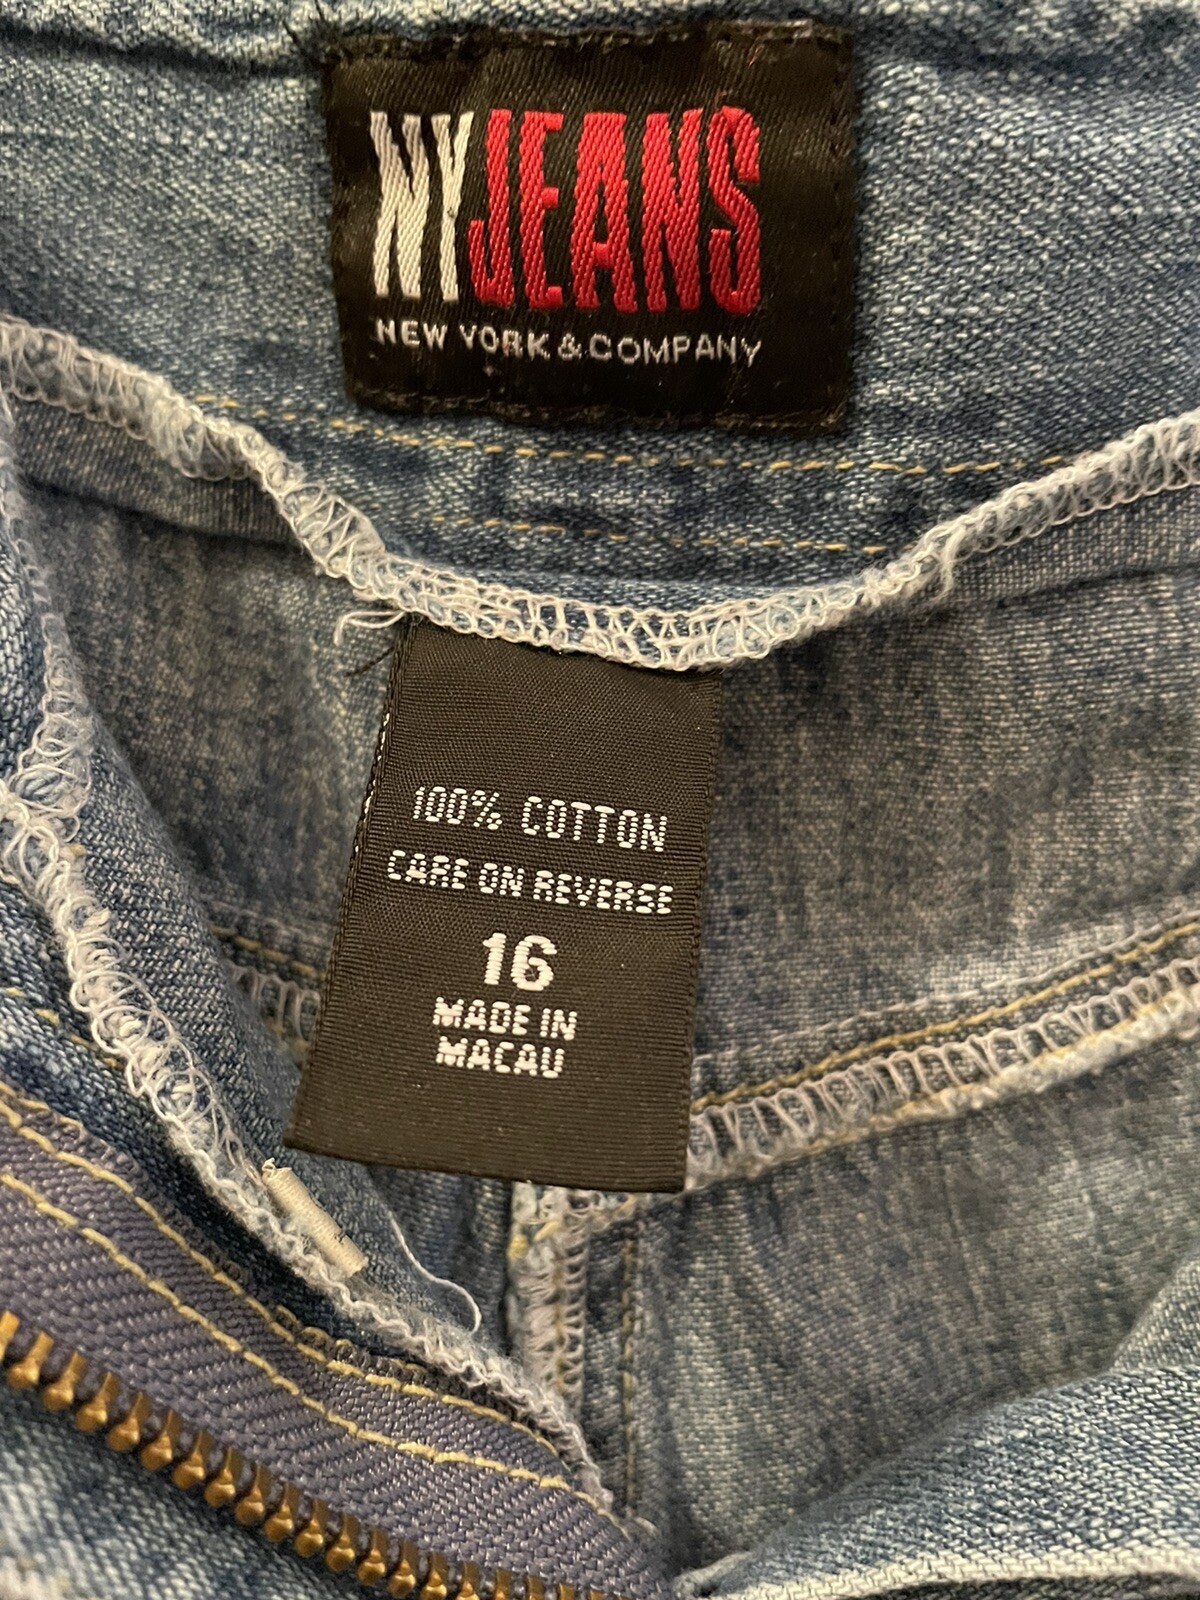 NYJEANS
NEW YORK & COMPANY
100% COTTON
CARE ON REVERSE
16
MADE IN
MACAU